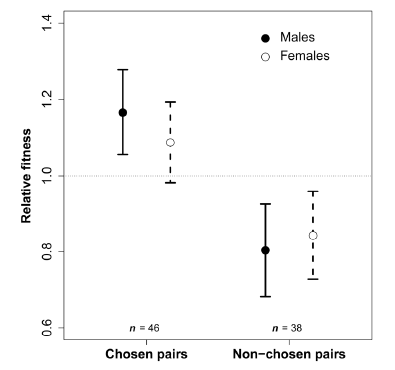 Relative fitness
1.4
1.2
1.0
0.8
0.6
Males
Females
n = 46
n = 38
Chosen pairs
Non−chosen pairs